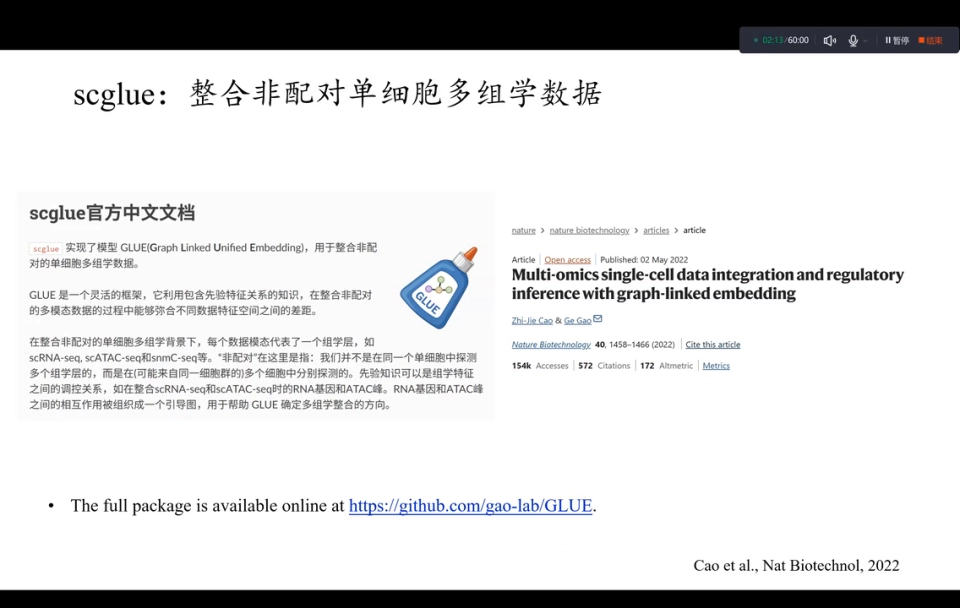 02:13/60:00 暂停 结束
scglue：整合非配对单细胞多组学数据
scglue官方中文文档
scglue 实现了模型 GLUE(Graph Linked Unified Embedding)，用于整合非配
对的单细胞多组学数据。
GLUE 是一个灵活的框架，它利用包含先验特征关系的知识，在整合非配对
的多模态数据的过程中能够弥合不同数据特征空间之间的差距。
在整合非配对的单细胞多组学背景下，每个数据模态代表了一个组学层，如
scRNA-seq, scATAC-seq和snmC-seq等。“非配对”在这里是指：我们并不是在同一个单细胞中探测
多个组学层的，而是在(可能来自同一细胞群的)多个细胞中分别探测的。先验知识可以是组学特征
之间的调控关系，如在整合scRNA-seq和scATAC-seq时的RNA基因和ATAC峰。RNA基因和ATAC峰
之间的相互作用被组织成一个引导图，用于帮助 GLUE 确定多组学整合的方向。
GLUE
nature > nature biotechnology > articles > article
Article | Open access | Published: 02 May 2022
Multi-omics single-cell data integration and regulatory
inference with graph-linked embedding
Zhi-Jie Cao & Ge Gao
Nature Biotechnology 40, 1458–1466 (2022) | Cite this article
154k Accesses | 572 Citations | 172 Altmetric | Metrics
• The full package is available online at https://github.com/gao-lab/GLUE.
Cao et al., Nat Biotechnol, 2022